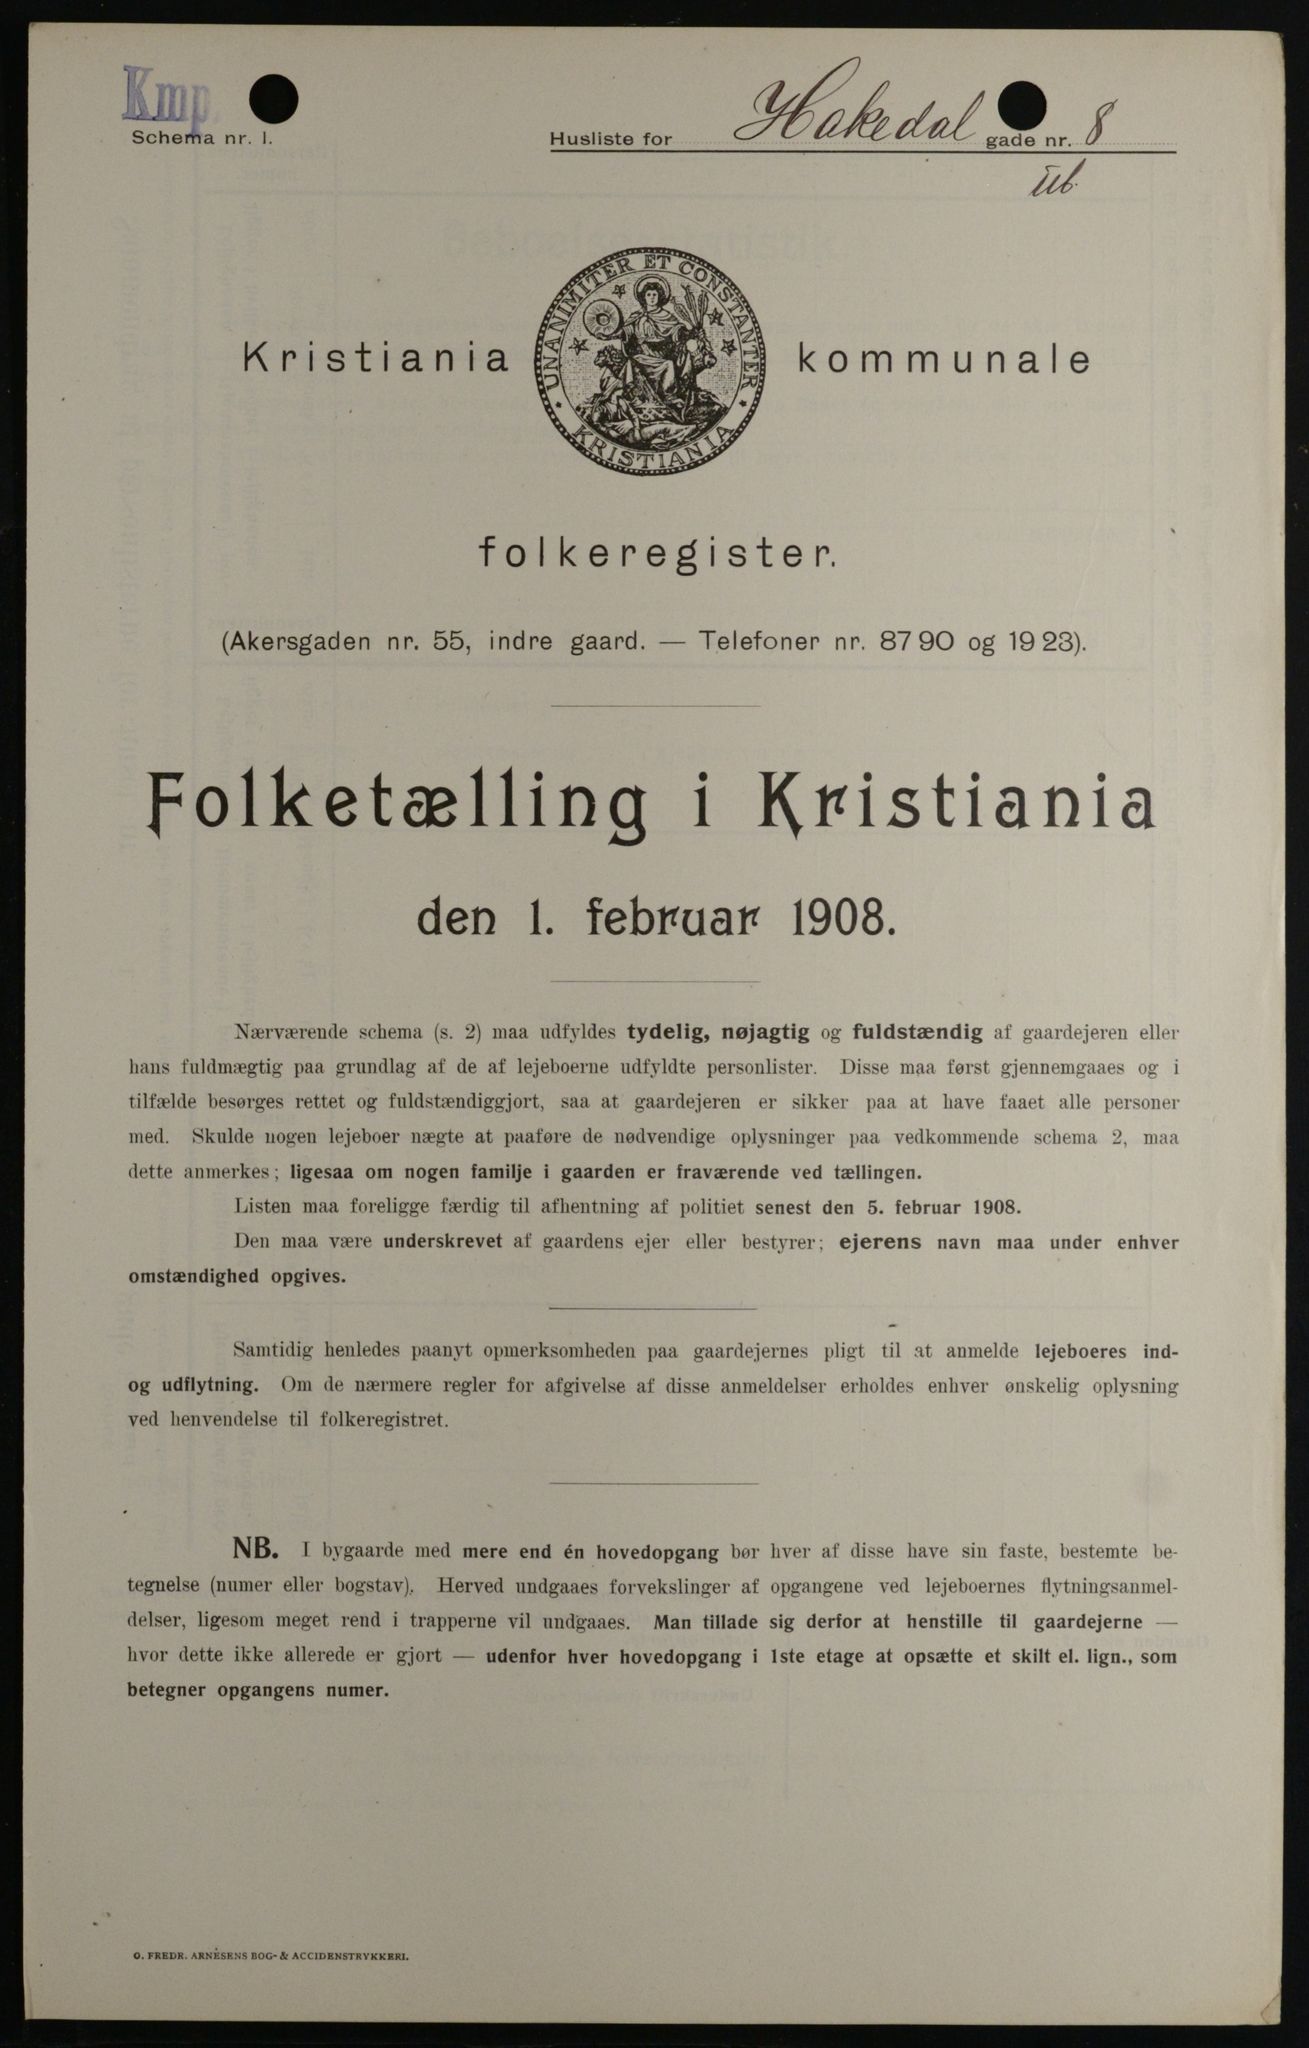 Kmp.
Schema nr. 1.
Husliste for Hakedal gade nr. 8
Ub.
UNANIMITER ET CONSTANTER
KRISTIANIA
Kristiania kommunale
folkeregister.
(Akersgaden nr. 55, indre gaard. — Telefoner nr. 8790 og 1923).
Folketælling i Kristiania
den 1. februar 1908.
Nærværende schema (s. 2) maa udfyldes tydelig, nøjagtig og fuldstændig af gaardejeren eller
hans fuldmægtig paa grundlag af de af lejeboerne udfyldte personlister. Disse maa først gjennemgaaes og i
tilfælde besørges rettet og fuldstændiggjort, saa at gaardejeren er sikker paa at have faaet alle personer
med. Skulde nogen lejeboer nægte at paaføre de nødvendige oplysninger paa vedkommende schema 2, maa
dette anmerkes; ligesaa om nogen familje i gaarden er fraværende ved tællingen.
Listen maa foreligge færdig til afhentning af politiet senest den 5. februar 1908.
Den maa være underskrevet af gaardens ejer eller bestyrer; ejerens navn maa under enhver
omstændighed opgives.
Samtidig henledes paanyt opmerksomheden paa gaardejernes pligt til at anmelde lejeboeres ind-
og udflytning. Om de nærmere regler for afgivelse af disse anmeldelser erholdes enhver ønskelig oplysning
ved henvendelse til folkeregistret.
NB. I bygaarde med mere end én hovedopgang bør hver af disse have sin faste, bestemte be-
tegnelse (numer eller bogstav). Herved undgaaes forvekslinger af opgangene ved lejeboernes flytningsanmel-
delser, ligesom meget rend i trapperne vil undgaaes. Man tillade sig derfor at henstille til gaardejerne —
hvor dette ikke allerede er gjort — udenfor hver hovedopgang i 1ste etage at opsætte et skilt el. lign., som
betegner opgangens numer.
O. FREDR. ARNESENS BOG- & ACCIDENSTRYKKERI.